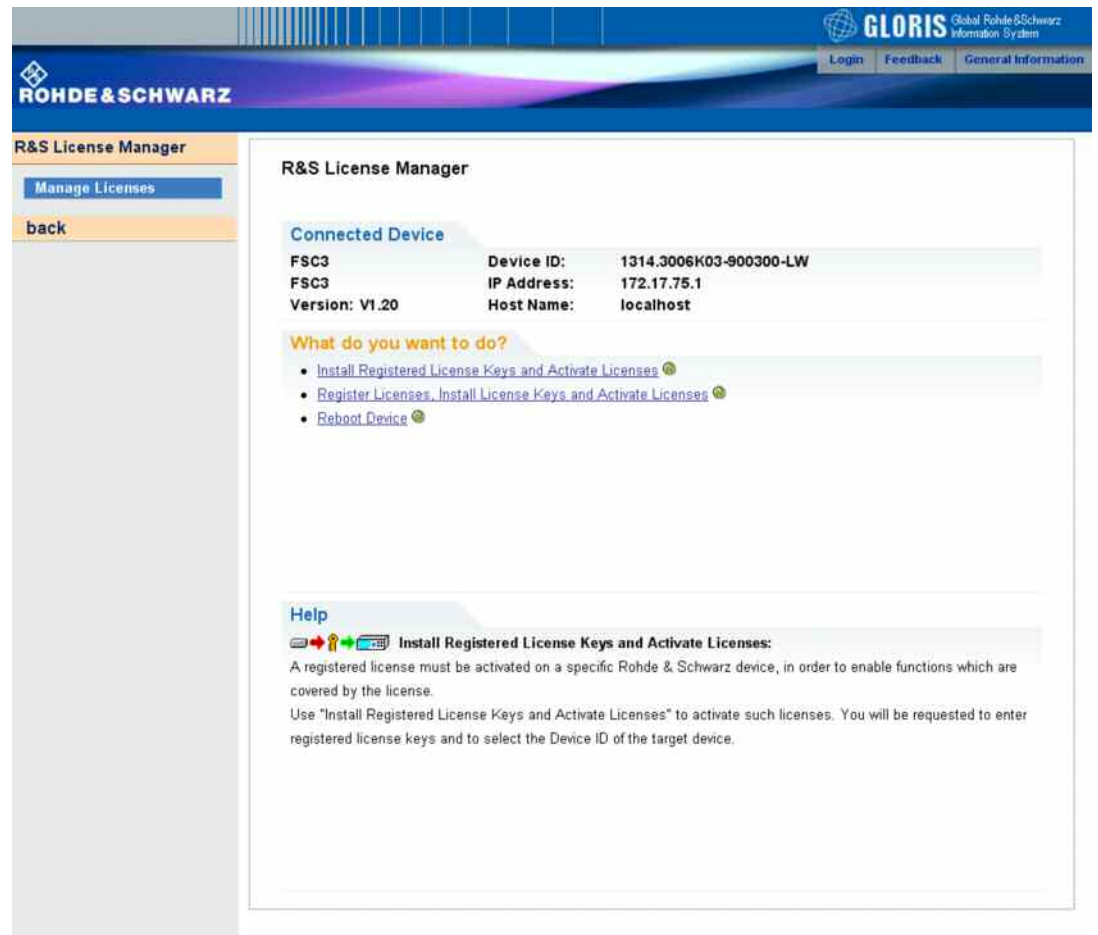 GLORIS Global Rohde&Schwarz Information System
Login Feedback General Information
ROHDE&SCHWARZ
R&S License Manager
Manage Licenses
back
R&S License Manager
Connected Device
FSC3 Device ID: 1314.3006K03-900300-LW
FSC3 IP Address: 172.17.75.1
Version: V1.20 Host Name: localhost
What do you want to do?
• Install Registered License Keys and Activate Licenses
• Register Licenses, Install License Keys and Activate Licenses
• Reboot Device
Help
Install Registered License Keys and Activate Licenses:
A registered license must be activated on a specific Rohde & Schwarz device, in order to enable functions which are
covered by the license.
Use "Install Registered License Keys and Activate Licenses" to activate such licenses. You will be requested to enter
registered license keys and to select the Device ID of the target device.